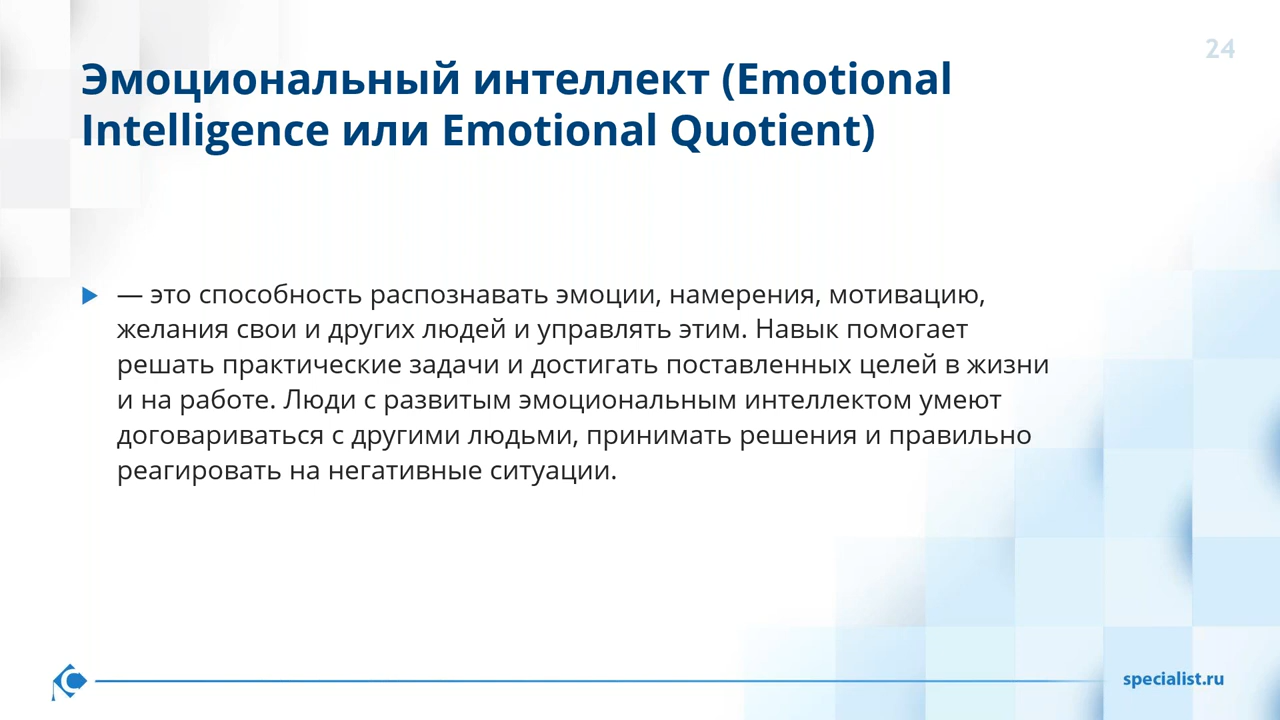 24
Эмоциональный интеллект (Emotional
Intelligence или Emotional Quotient)
— это способность распознавать эмоции, намерения, мотивацию,
желания свои и других людей и управлять этим. Навык помогает
решать практические задачи и достигать поставленных целей в жизни
и на работе. Люди с развитым эмоциональным интеллектом умеют
договариваться с другими людьми, принимать решения и правильно
реагировать на негативные ситуации.
specialist.ru